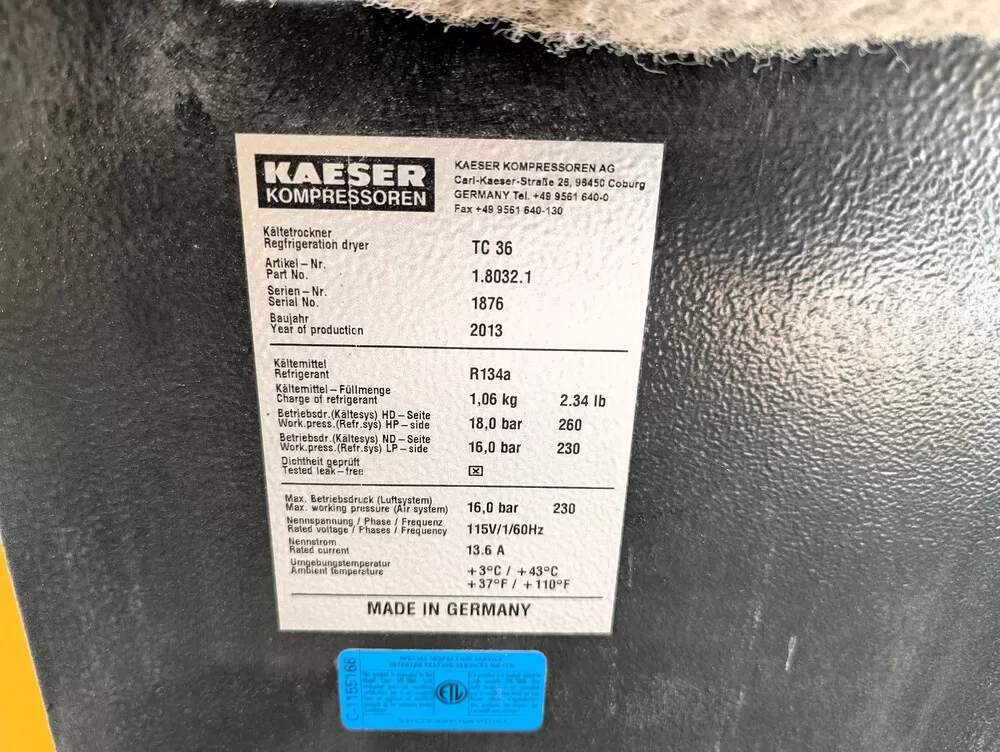 KAESER
KOMPRESSOREN
KAESER KOMPRESSOREN AG
Carl-Kaeser-Straße 26, 96450 Coburg
GERMANY Tel. +49 9561 640-0
Fax +49 9561 640-130
Kältetrockner
Regfrigeration dryer TC 36
Artikel – Nr.
Part No. 1.8032.1
Serien – Nr.
Serial No. 1876
Baujahr
Year of production 2013
Kältemittel
Refrigerant R134a
Kältemittel – Füllmenge
Charge of refrigerant 1,06 kg 2.34 lb
Betriebsdr.(Kältesys) HD – Seite
Work.press.(Refr.sys) HP – side 18,0 bar 260
Betriebsdr.(Kältesys) ND – Seite
Work.press.(Refr.sys) LP – side 16,0 bar 230
Dichtheit geprüft
Tested leak – free ☒
Max. Betriebsdruck (Luftsystem)
Max. working pressure (Air system) 16,0 bar 230
Nennspannung / Phase / Frequenz
Rated voltage / Phases / Frequency 115V/1/60Hz
Nennstrom
Rated current 13.6 A
Umgebungstemperatur
Ambient temperature +3°C / +43°C
+37°F / +110°F
MADE IN GERMANY
C-1155166
ETL